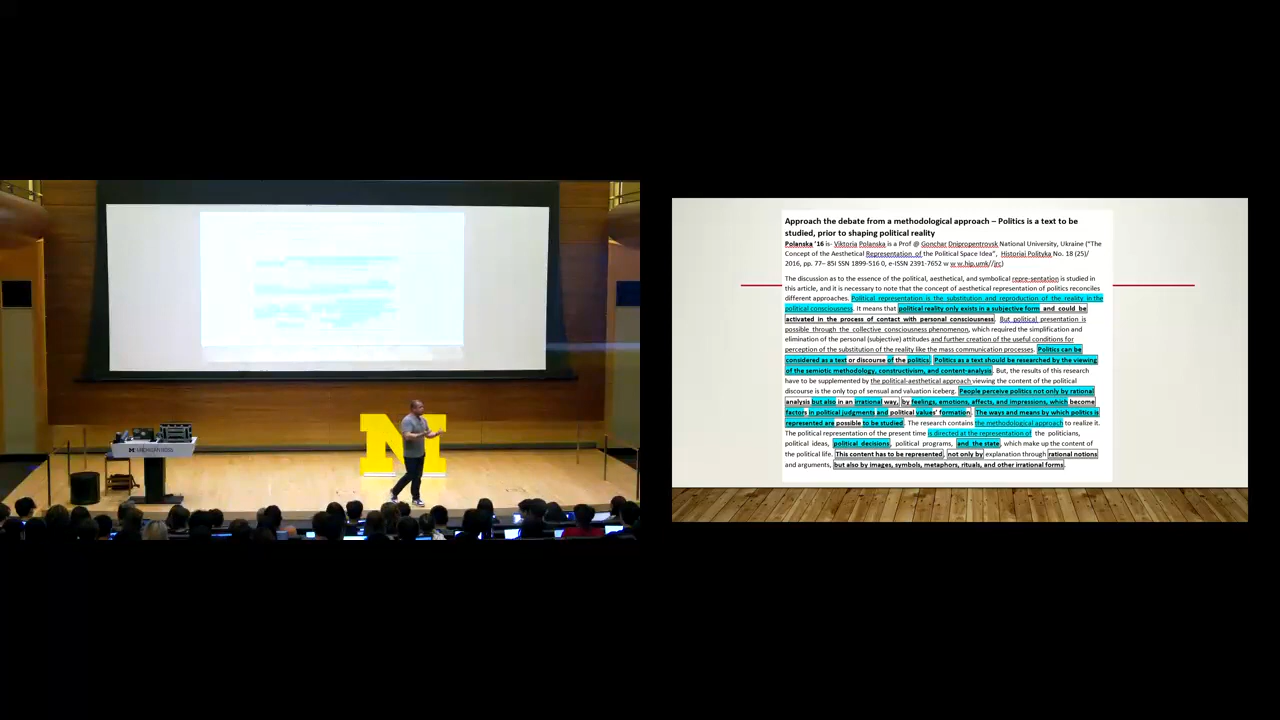 M
Approach the debate from a methodological approach – Politics is a text to be
studied, prior to shaping political reality
Polanska '16 is- Viktoria Polanska is a Prof @ Gonchar Dnipropentrovsk National University, Ukraine ("The
Concept of the Aesthetical Representation of the Political Space Idea", Historiai Polityka No. 18 (25)/
2016, pp. 77– 85I SSN 1899-516 0, e-ISSN 2391-7652 w w w.hip.umk//jrc)
The discussion as to the essence of the political, aesthetical, and symbolical repre-sentation is studied in
this article, and it is necessary to note that the concept of aesthetical representation of politics reconciles
different approaches. Political representation is the substitution and reproduction of the reality in the
political consciousness. It means that political reality only exists in a subjective form and could be
activated in the process of contact with personal consciousness. But political presentation is
possible through the collective consciousness phenomenon, which required the simplification and
elimination of the personal (subjective) attitudes and further creation of the useful conditions for
perception of the substitution of the reality like the mass communication processes. Politics can be
considered as a text or discourse of the politics. Politics as a text should be researched by the viewing
of the semiotic methodology, constructivism, and content-analysis. But, the results of this research
have to be supplemented by the political-aesthetical approach viewing the content of the political
discourse is the only top of sensual and valuation iceberg. People perceive politics not only by rational
analysis but also in an irrational way, by feelings, emotions, affects, and impressions, which become
factors in political judgments and political values' formation. The ways and means by which politics is
represented are possible to be studied. The research contains the methodological approach to realize it.
The political representation of the present time is directed at the representation of the politicians,
political ideas, political decisions, political programs, and the state, which make up the content of
the political life. This content has to be represented, not only by explanation through rational notions
and arguments, but also by images, symbols, metaphors, rituals, and other irrational forms.